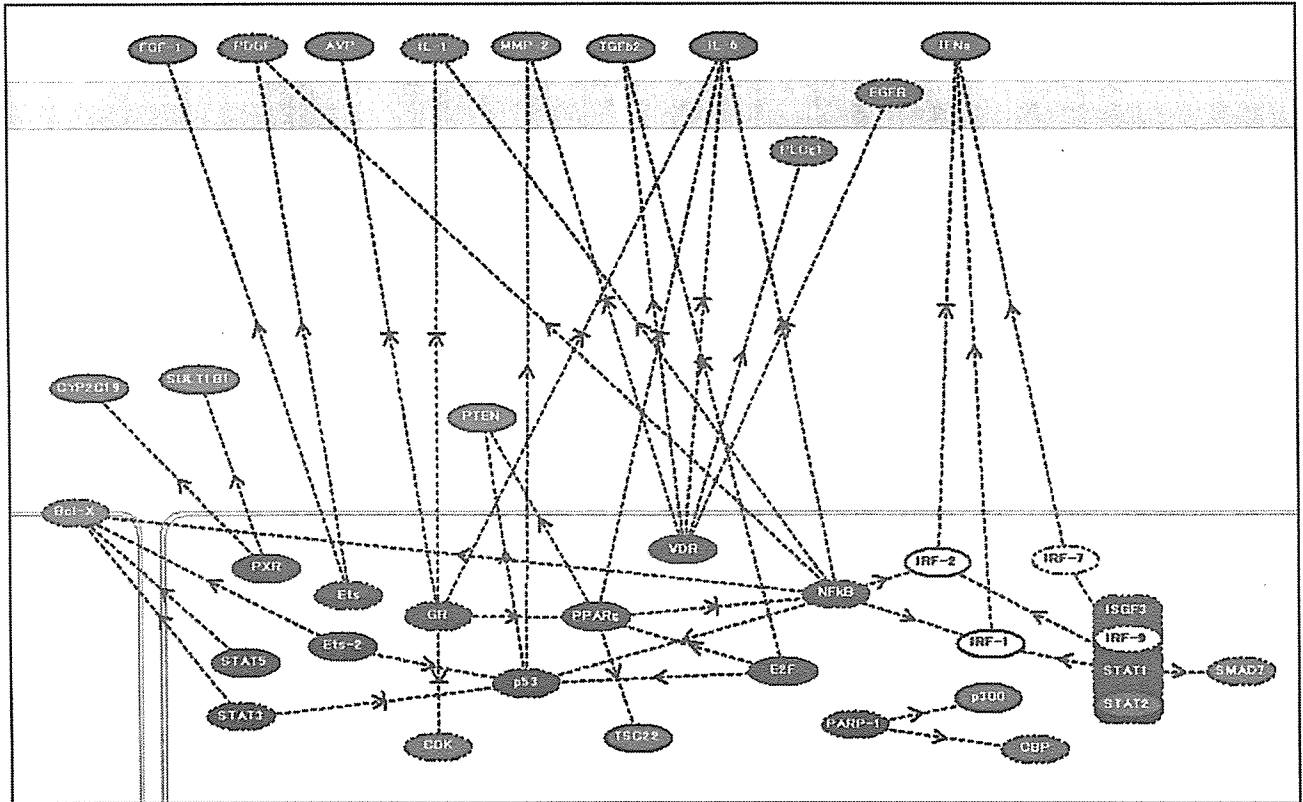 FGF-1
PDGF
AVP
IL-1
MMP-2
TGFb2
IL-6
IFNa
EGFR
PLCg1
CYP2C19
SULT1B1
PTEN
Bcl-X
VDR
PXR
Ets
GR
PPARg
NFkB
IRF-2
IRF-7
ISGF3
IRF-9
IRF-1
Ets-2
STAT5
p53
E2F
STAT1
SMAD7
STAT3
CDK
TSC22
PARP-1
p300
CBP
STAT2